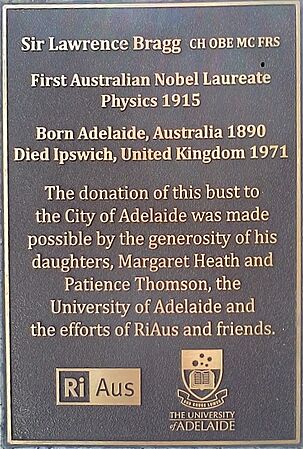 Sir Lawrence Bragg CH OBE MC FRS
First Australian Nobel Laureate
Physics 1915
Born Adelaide, Australia 1890
Died Ipswich, United Kingdom 1971
The donation of this bust to
the City of Adelaide was made
possible by the generosity of his
daughters, Margaret Heath and
Patience Thomson, the
University of Adelaide and
the efforts of RiAus and friends.
Ri Aus
THE UNIVERSITY
of ADELAIDE